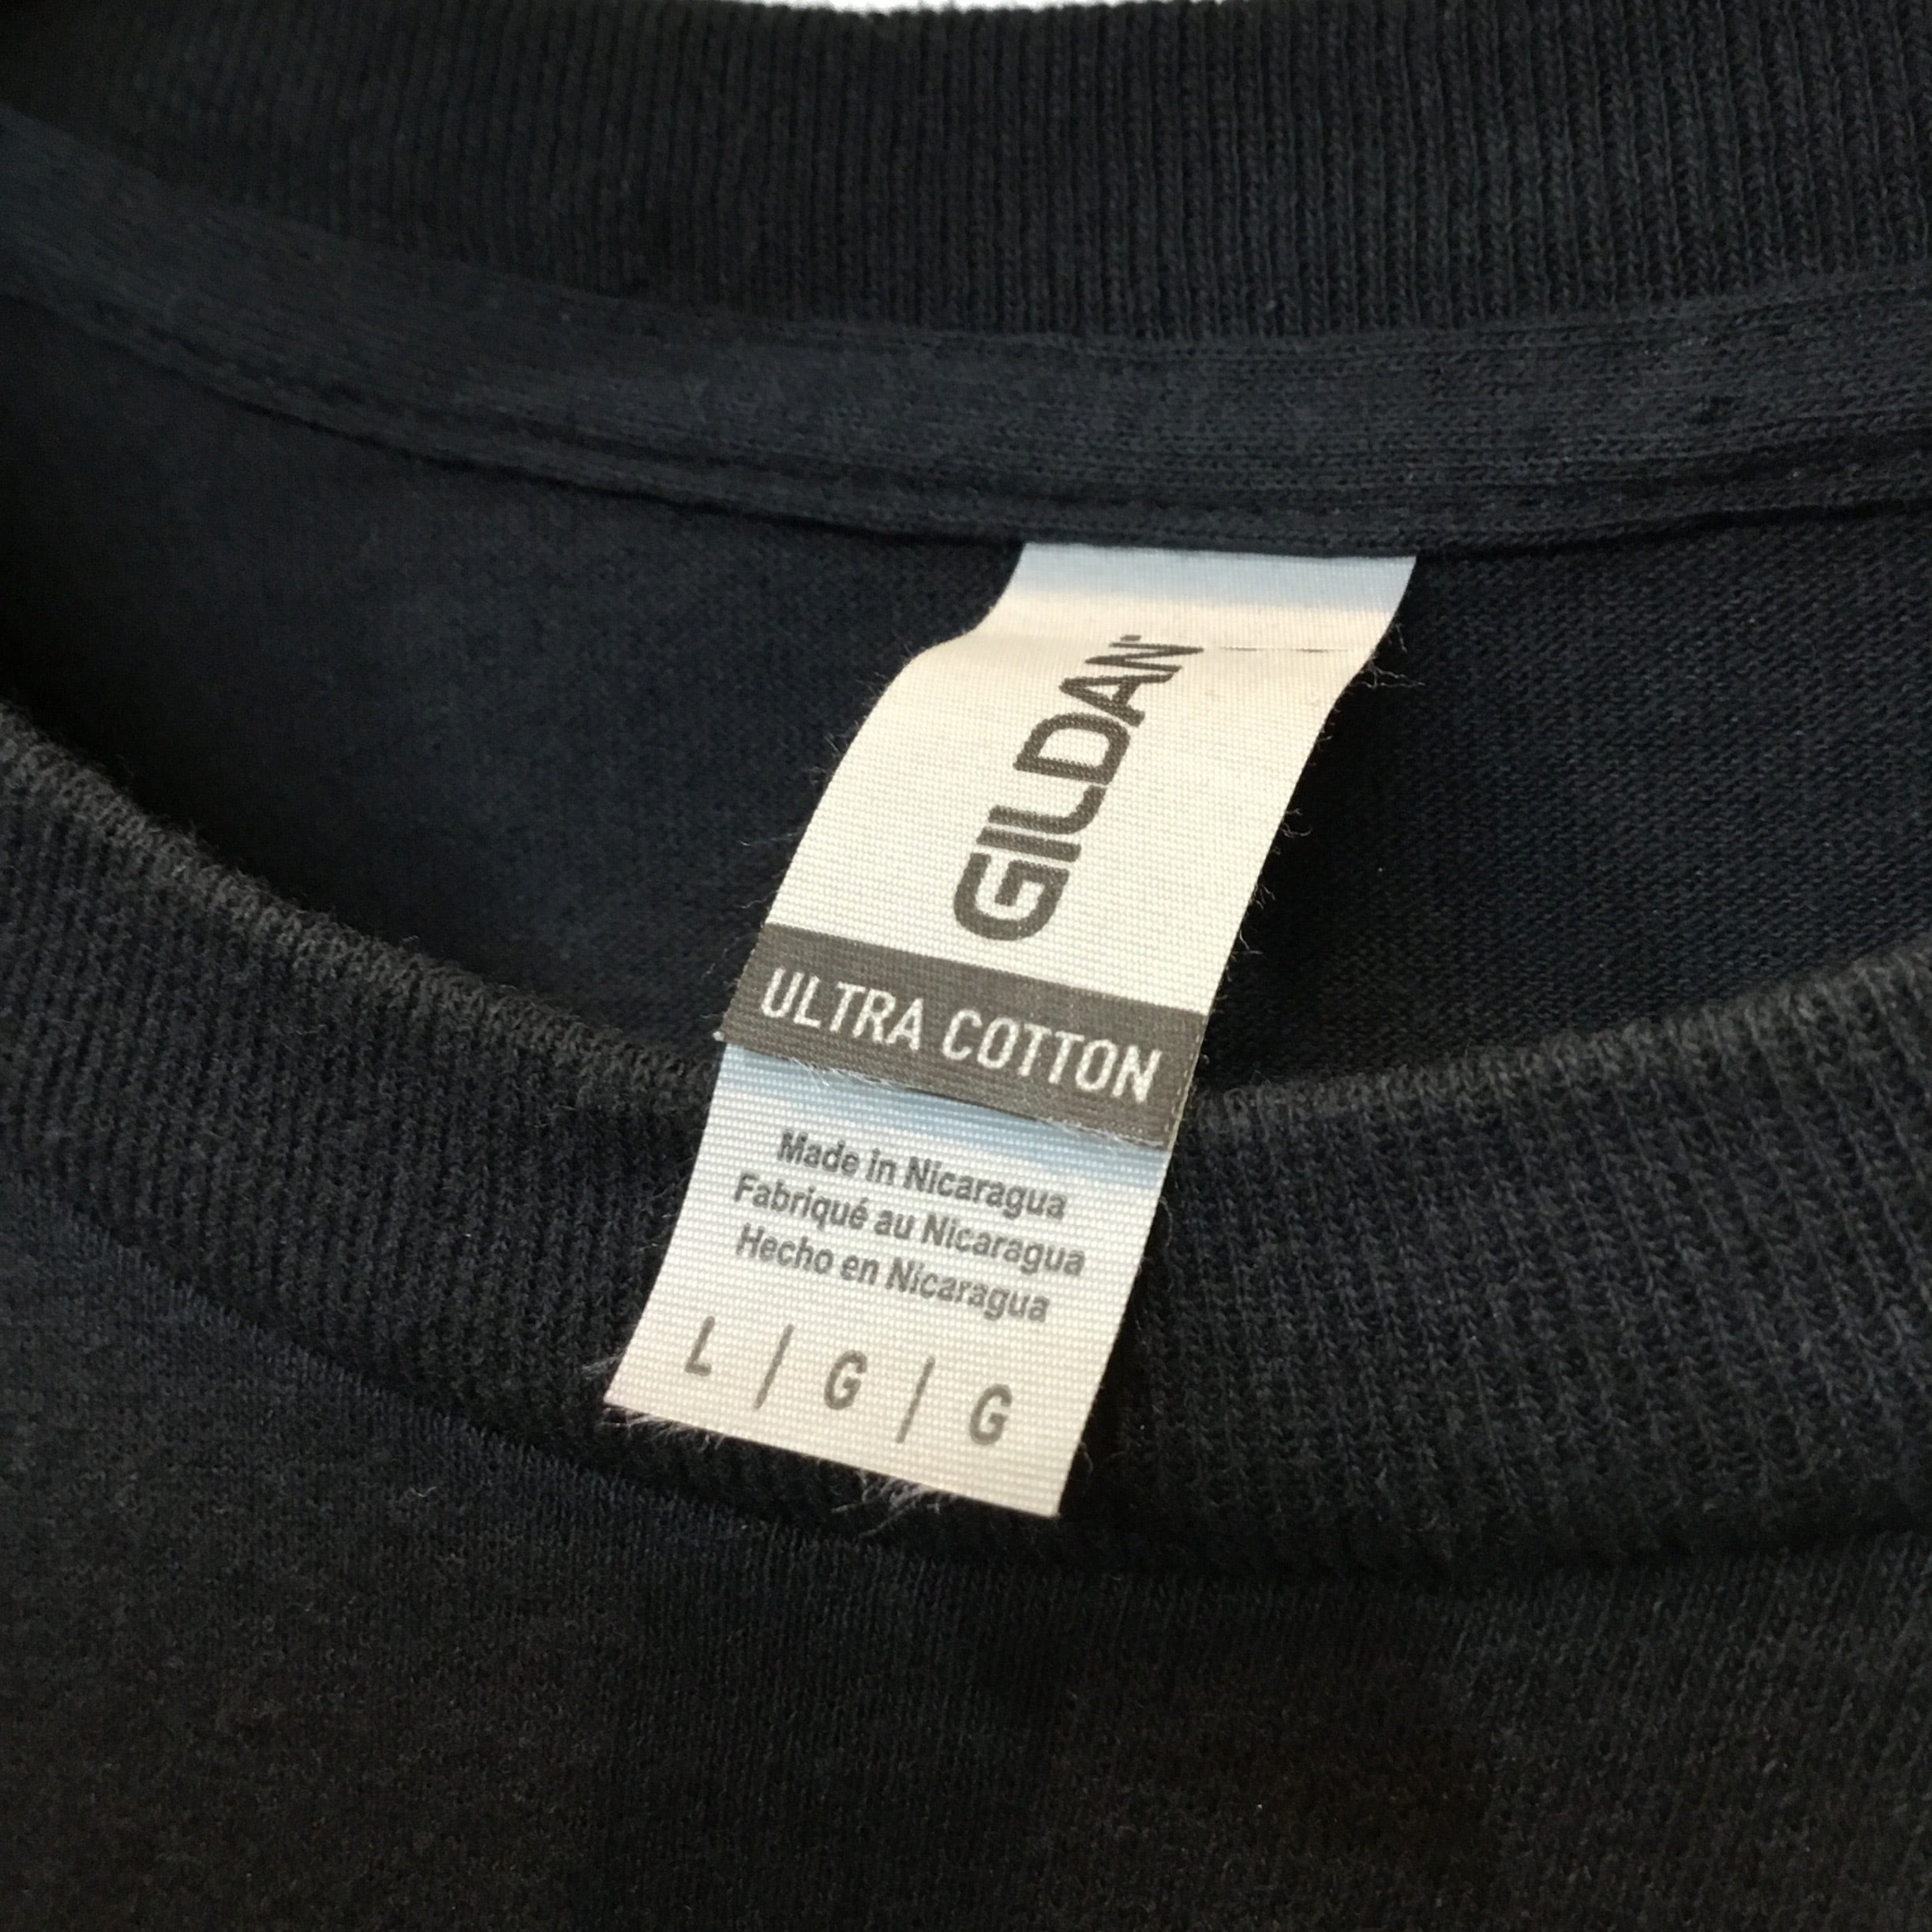 GILDAN
ULTRA COTTON
Made in Nicaragua
Fabriqué au Nicaragua
Hecho en Nicaragua
L | G | G